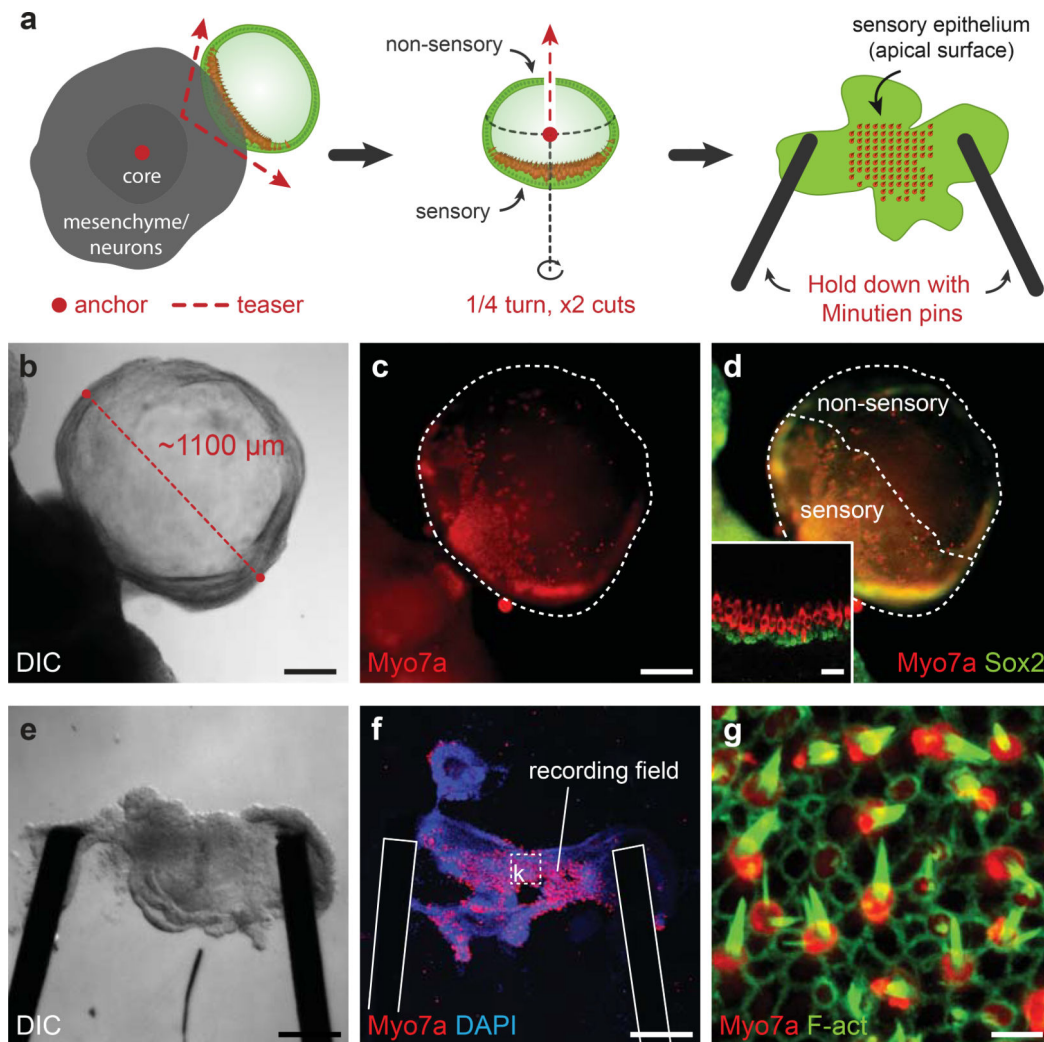 a
non-sensory
sensory epithelium
(apical surface)
core
mesenchyme/
neurons
sensory
anchor
teaser
1/4 turn, x2 cuts
Hold down with
Minutien pins
b
~1100 µm
DIC
c
Myo7a
d
non-sensory
sensory
Myo7a Sox2
e
DIC
f
recording field
k
Myo7a DAPI
g
Myo7a F-act